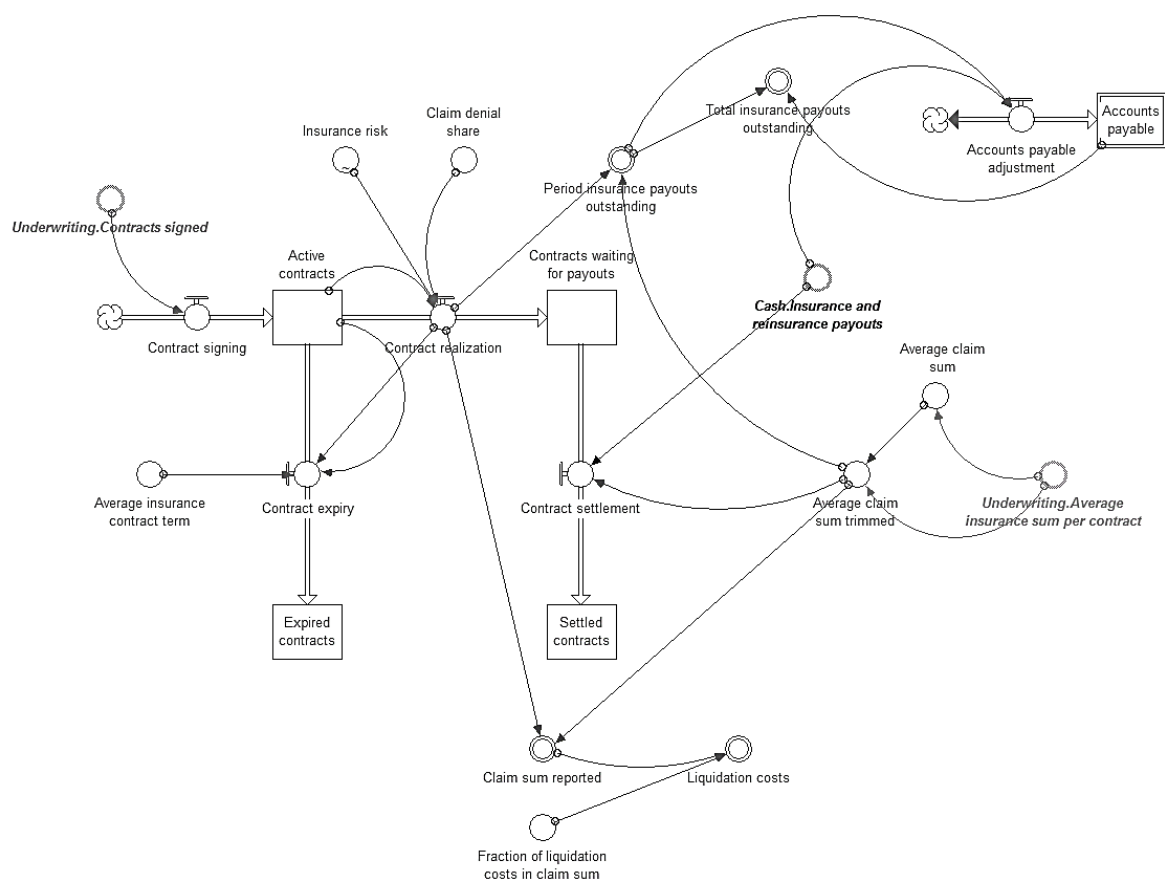 Total insurance payouts
outstanding
Accounts
payable
Accounts payable
adjustment
Claim denial
share
Insurance risk
~
Period insurance payouts
outstanding
Underwriting.Contracts signed
Active
contracts
Contracts waiting
for payouts
Cash.Insurance and
reinsurance payouts
Contract signing
Contract realization
Average claim
sum
Average insurance
contract term
Contract expiry
Contract settlement
Average claim
sum trimmed
Underwriting.Average
insurance sum per contract
Expired
contracts
Settled
contracts
Claim sum reported
Liquidation costs
Fraction of liquidation
costs in claim sum